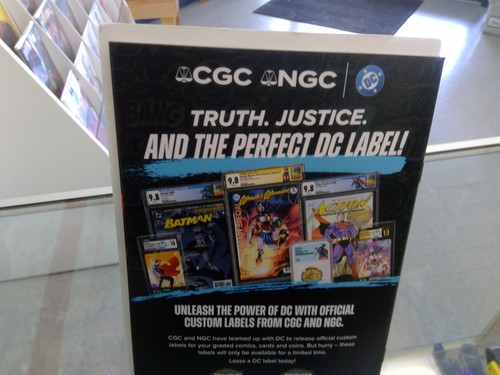 CGC NGC DC
TRUTH. JUSTICE.
AND THE PERFECT DC LABEL!
9.8
9.8
9.8
BATMAN
Wonder Woman
ACTION
UNLEASH THE POWER OF DC WITH OFFICIAL
CUSTOM LABELS FROM CGC AND NGC.
CGC and NGC have teamed up with DC to release official custom
labels for your graded comics, cards and coins. But hurry – these
labels will only be available for a limited time.
Lasso a DC label today!